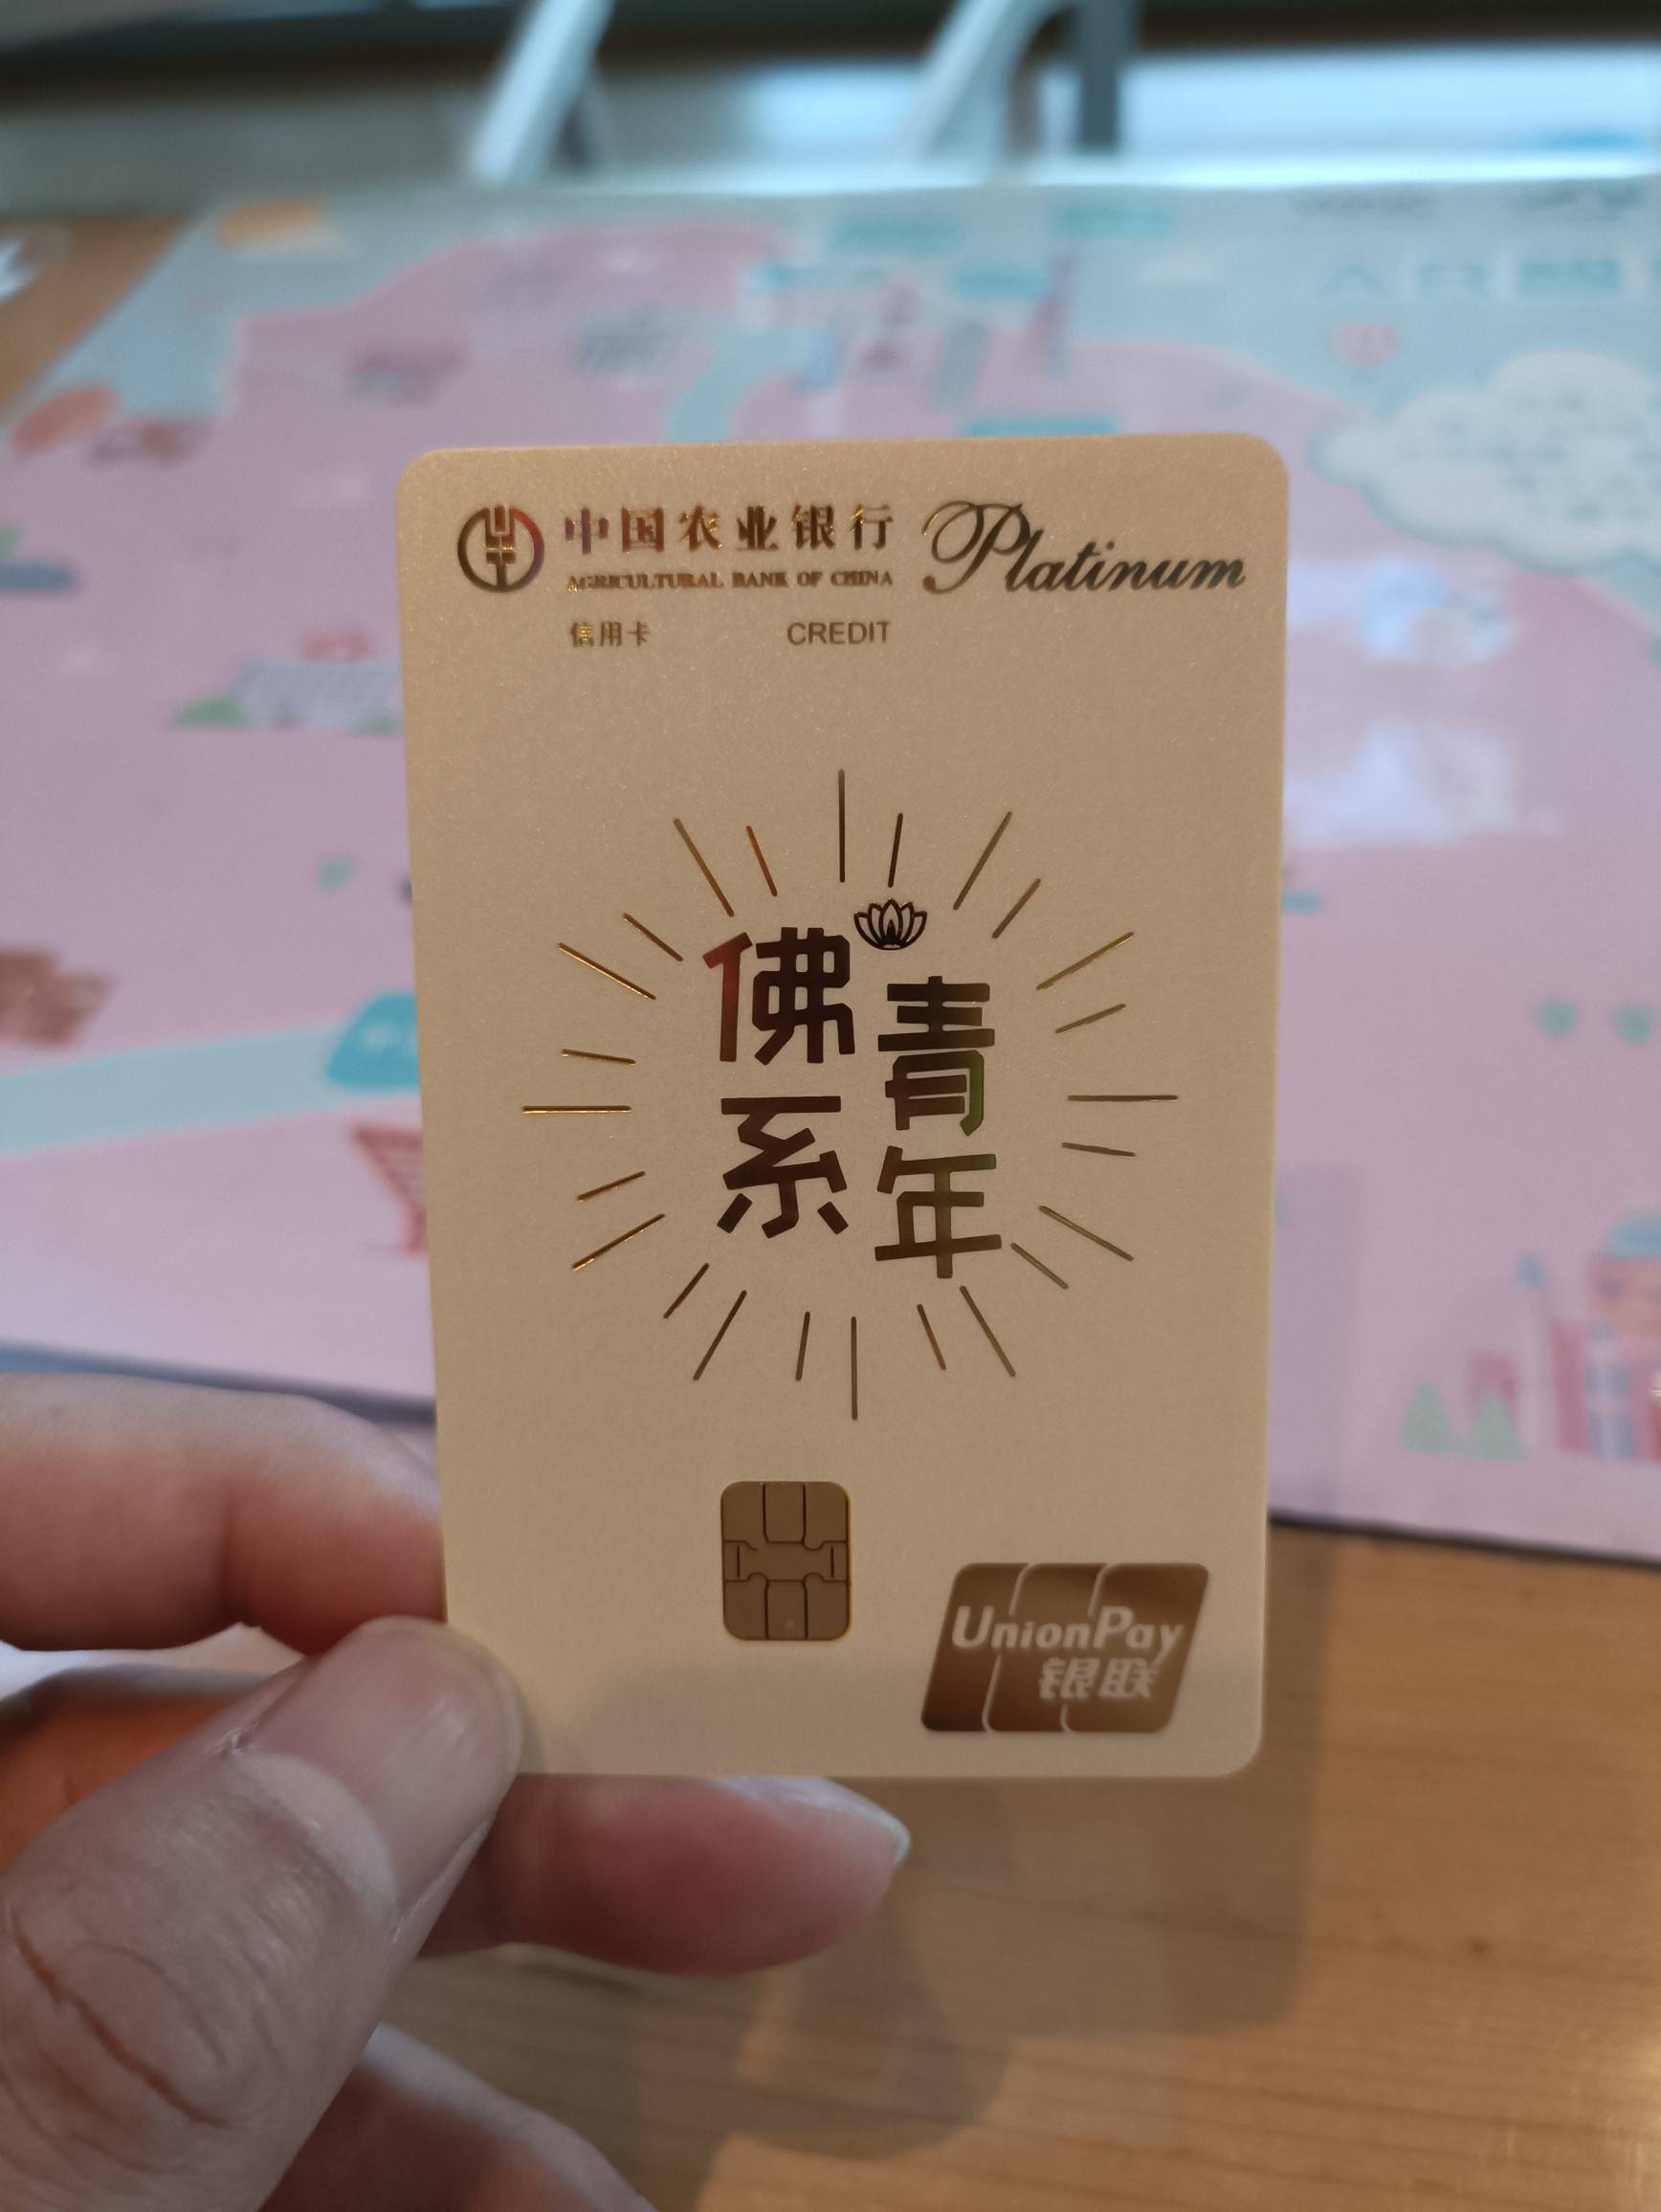 中国农业银行
AGRICULTURAL BANK OF CHINA
Platinum
信用卡 CREDIT
佛系
青年
UnionPay
银联